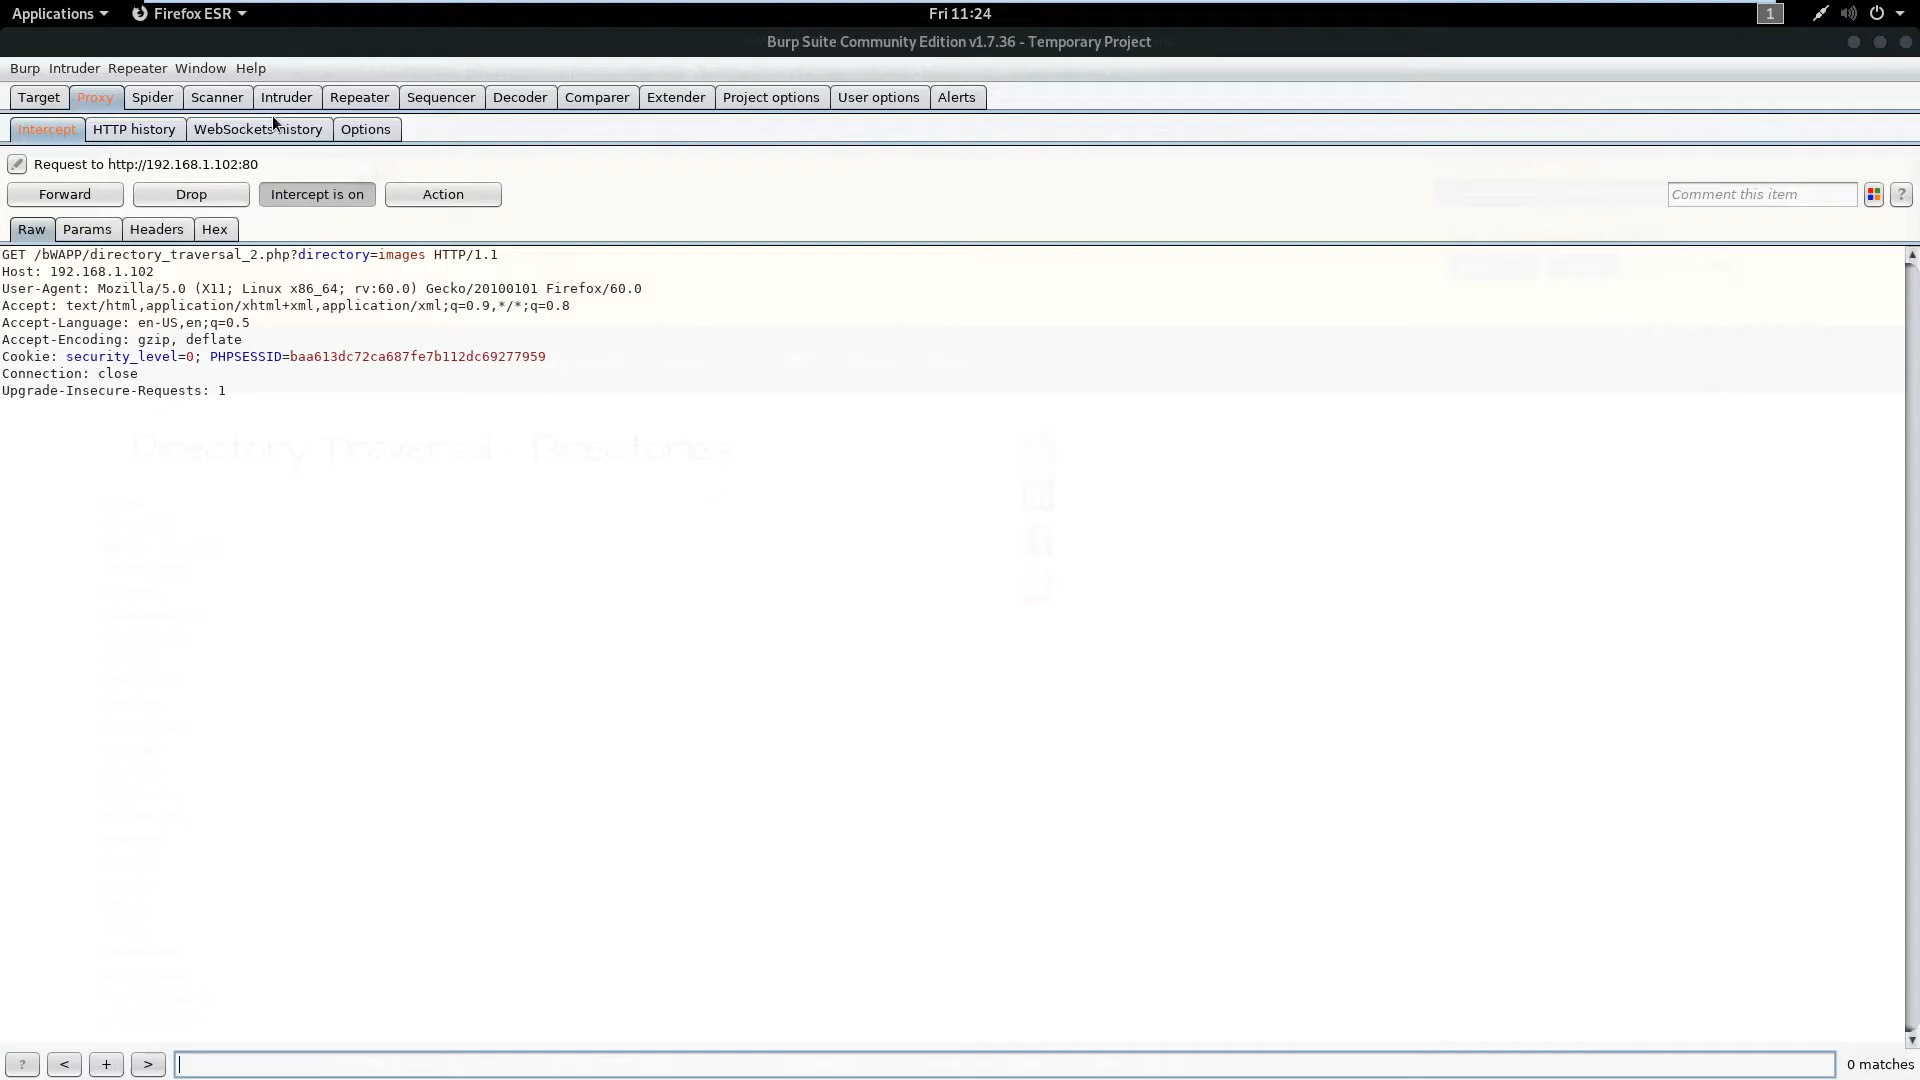 Applications Firefox ESR Fri 11:24 1
Burp Suite Community Edition v1.7.36 - Temporary Project
Burp Intruder Repeater Window Help
Target Proxy Spider Scanner Intruder Repeater Sequencer Decoder Comparer Extender Project options User options Alerts
Intercept HTTP history WebSockets history Options
Request to http://192.168.1.102:80
Forward Drop Intercept is on Action Comment this item ?
Raw Params Headers Hex
GET /bWAPP/directory_traversal_2.php?directory=images HTTP/1.1
Host: 192.168.1.102
User-Agent: Mozilla/5.0 (X11; Linux x86_64; rv:60.0) Gecko/20100101 Firefox/60.0
Accept: text/html,application/xhtml+xml,application/xml;q=0.9,*/*;q=0.8
Accept-Language: en-US,en;q=0.5
Accept-Encoding: gzip, deflate
Cookie: security_level=0; PHPSESSID=baa613dc72ca687fe7b112dc69277959
Connection: close
Upgrade-Insecure-Requests: 1
Directory Traversal - Directories
? < + > 0 matches